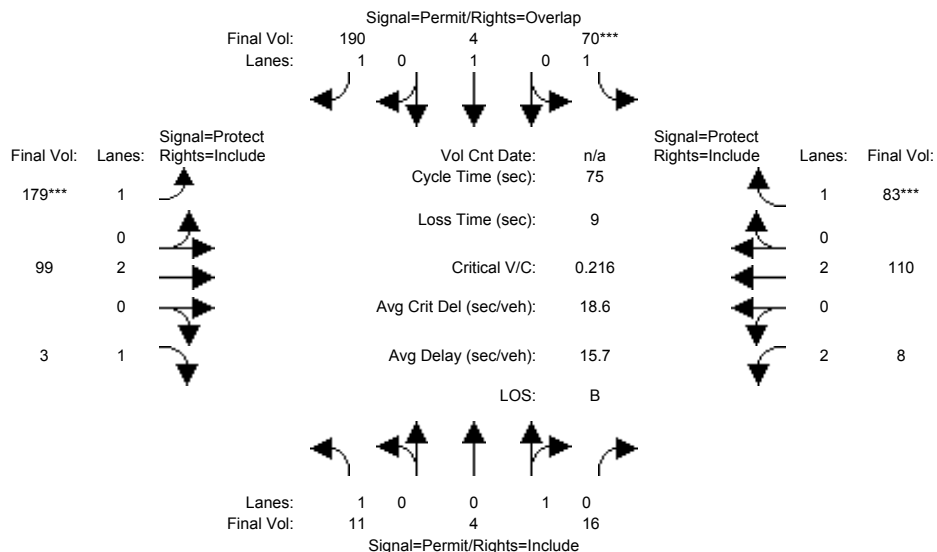 Signal=Permit/Rights=Overlap
Final Vol: 190 4 70***
Lanes: 1 0 1 0 1
Signal=Protect
Final Vol: Lanes: Rights=Include
Vol Cnt Date: n/a
Signal=Protect
Rights=Include Lanes: Final Vol:
Cycle Time (sec): 75
179*** 1
1 83***
Loss Time (sec): 9
0
0
99 2
Critical V/C: 0.216
2 110
0
Avg Crit Del (sec/veh): 18.6
0
3 1
Avg Delay (sec/veh): 15.7
2 8
LOS: B
Lanes: 1 0 0 1 0
Final Vol: 11 4 16
Signal=Permit/Rights=Include